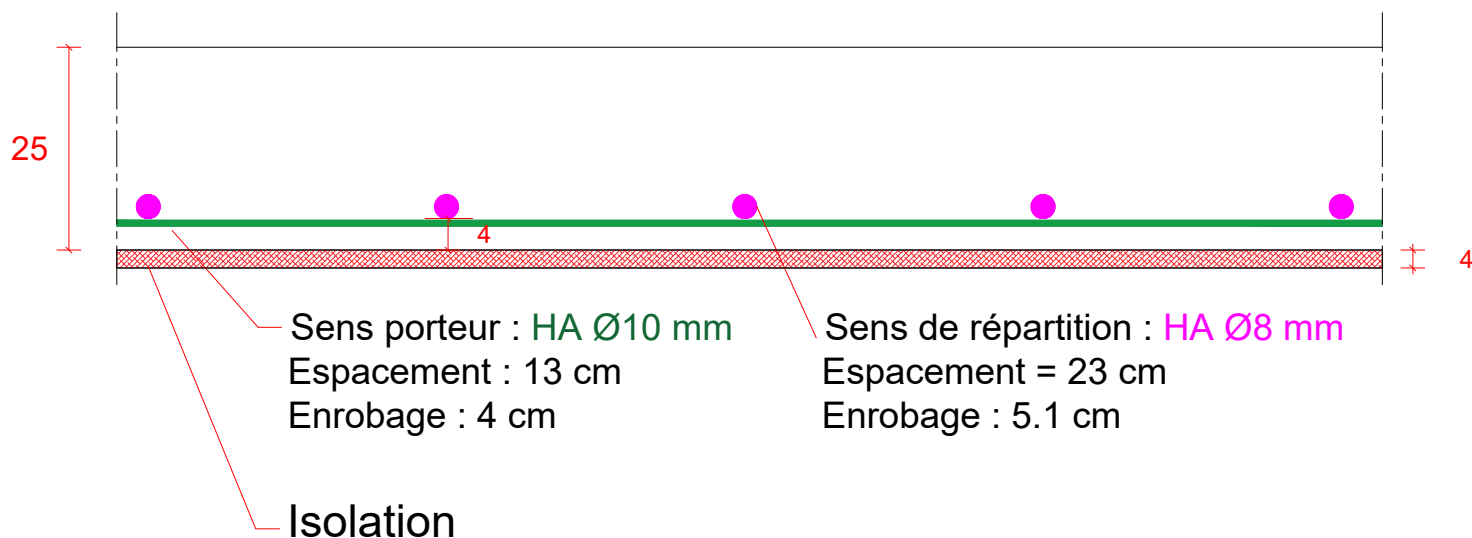 25
4
4
Sens porteur : HA Ø10 mm
Espacement : 13 cm
Enrobage : 4 cm
Sens de répartition : HA Ø8 mm
Espacement = 23 cm
Enrobage : 5.1 cm
Isolation